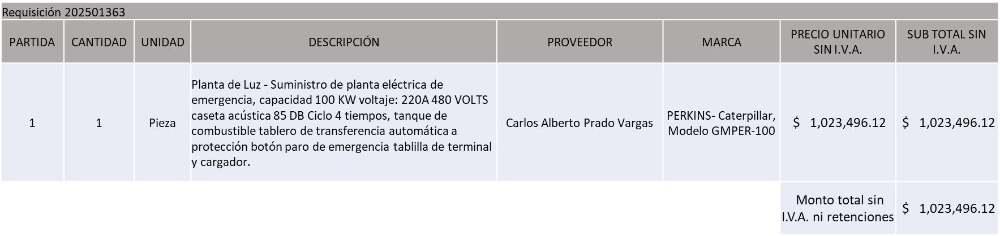 Requisición 202501363
PARTIDA CANTIDAD UNIDAD DESCRIPCIÓN PROVEEDOR MARCA PRECIO UNITARIO SIN I.V.A. SUB TOTAL SIN I.V.A.
1 1 Pieza
Planta de Luz - Suministro de planta eléctrica de
emergencia, capacidad 100 KW voltaje: 220A 480 VOLTS
caseta acústica 85 DB Ciclo 4 tiempos, tanque de
combustible tablero de transferencia automática a
protección botón paro de emergencia tablilla de terminal
y cargador.
Carlos Alberto Prado Vargas
PERKINS- Caterpillar,
Modelo GMPER-100
$ 1,023,496.12 $ 1,023,496.12
Monto total sin
I.V.A. ni retenciones
$ 1,023,496.12